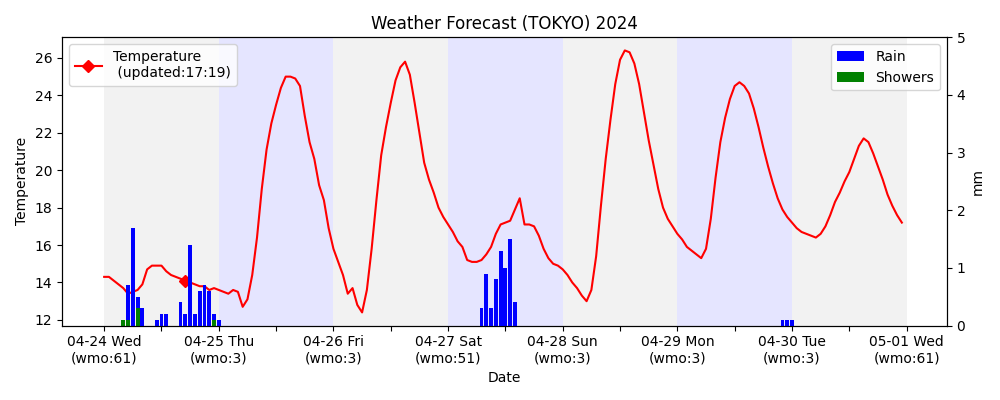 Weather Forecast (TOKYO) 2024
Temperature
(updated:17:19)
Rain
Showers
Temperature
26
24
22
20
18
16
14
12
5
4
3
2
1
0
mm
04-24 Wed
(wmo:61)
04-25 Thu
(wmo:3)
04-26 Fri
(wmo:3)
04-27 Sat
(wmo:51)
04-28 Sun
(wmo:3)
04-29 Mon
(wmo:3)
04-30 Tue
(wmo:3)
05-01 Wed
(wmo:61)
Date